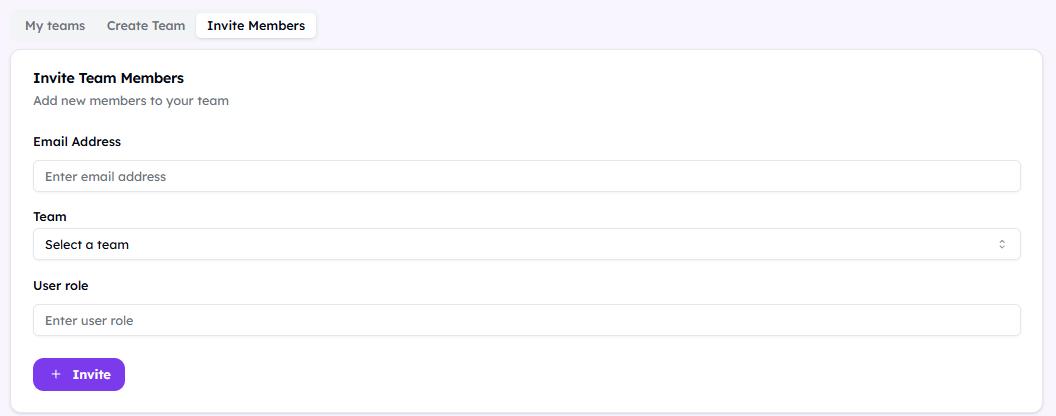 My teams Create Team Invite Members
Invite Team Members
Add new members to your team
Email Address
Enter email address
Team
Select a team
User role
Enter user role
+ Invite